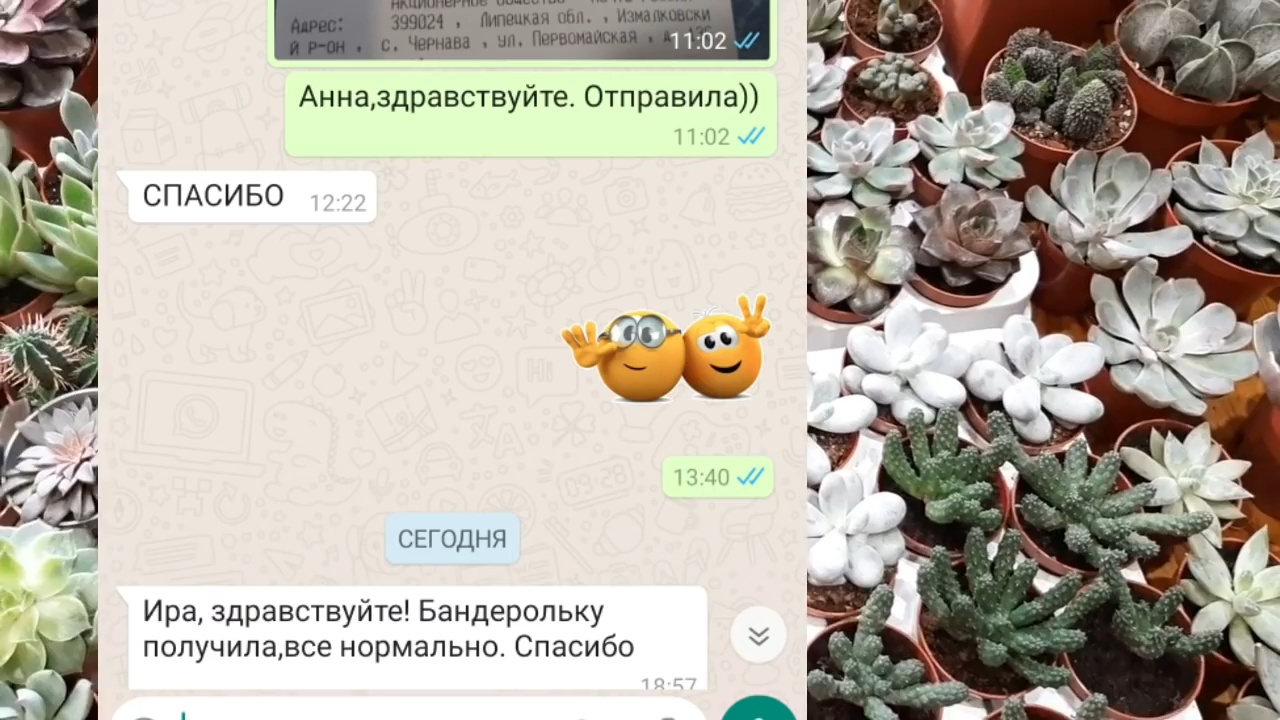 Адрес: 399024 , Липецкая обл. , Измалковски
й р-он , с. Чернава , ул. Первомайская , д
11:02
Анна,здравствуйте. Отправила))
11:02
СПАСИБО 12:22
13:40
СЕГОДНЯ
Ира, здравствуйте! Бандерольку
получила,все нормально. Спасибо
18:57